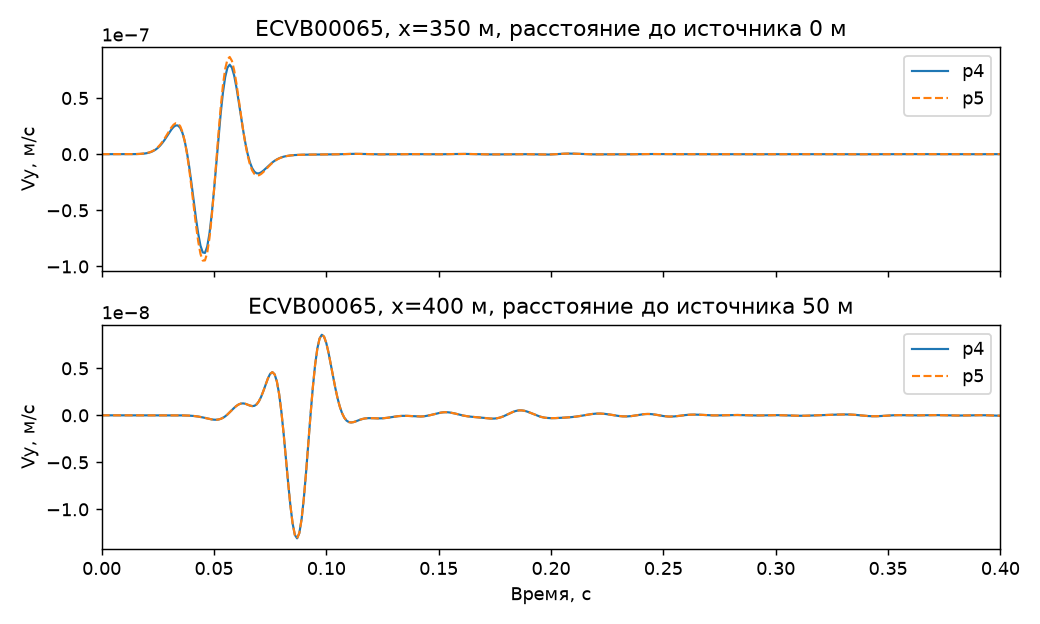 ECVB00065, x=350 м, расстояние до источника 0 м
1e−7
p4
p5
0.5
0.0
−0.5
−1.0
Vy, м/с
ECVB00065, x=400 м, расстояние до источника 50 м
1e−8
p4
p5
0.5
0.0
−0.5
−1.0
Vy, м/с
0.00 0.05 0.10 0.15 0.20 0.25 0.30 0.35 0.40
Время, с